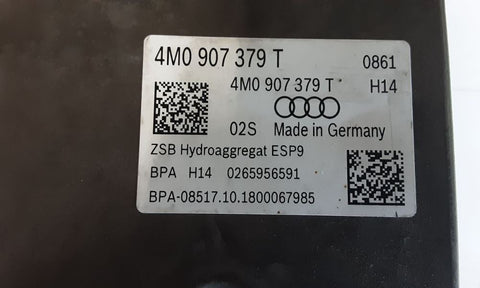 4M0 907 379 T 0861
4M0 907 379 T H14
02S Made in Germany
ZSB Hydroaggregat ESP9
BPA H14 0265956591
BPA-08517.10.1800067985